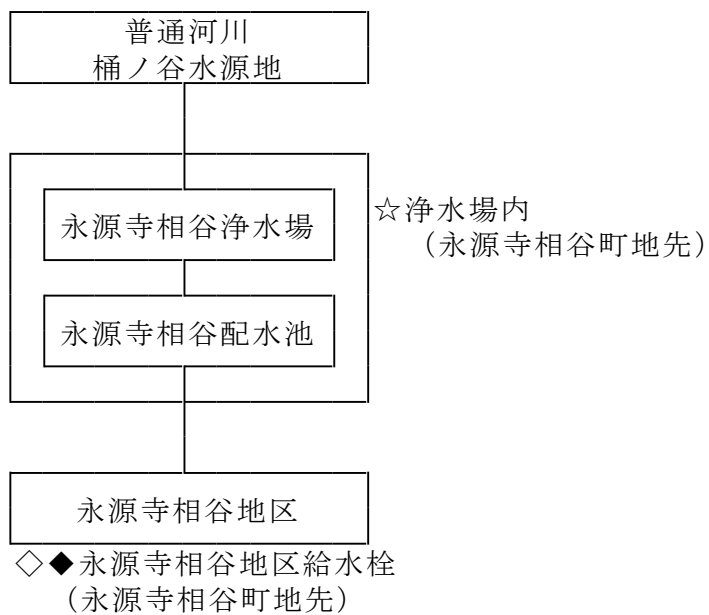 普通河川
桶ノ谷水源地
永源寺相谷浄水場
☆浄水場内
（永源寺相谷町地先）
永源寺相谷配水池
永源寺相谷地区
◇◆永源寺相谷地区給水栓
（永源寺相谷町地先）